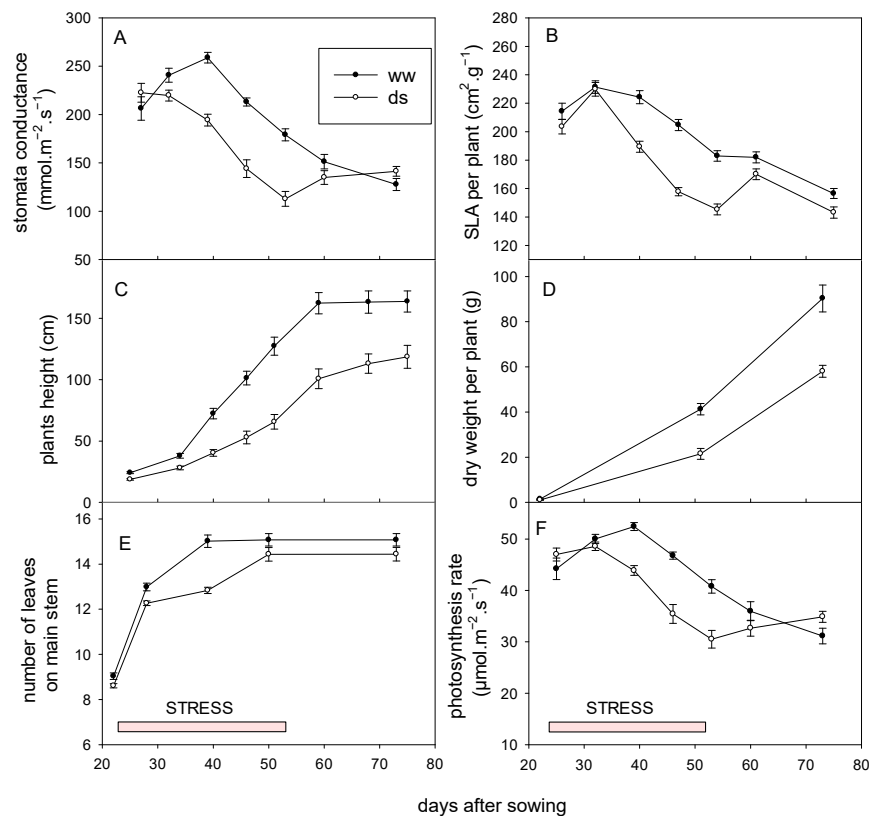 A
stomata conductance
(mmol.m−2.s−1)
300
250
200
150
100
50
ww
ds
B
SLA per plant (cm2.g−1)
280
260
240
220
200
180
160
140
120
C
plants height (cm)
150
100
50
0
D
dry weight per plant (g)
100
80
60
40
20
0
E
number of leaves
on main stem
16
14
12
10
8
6
STRESS
20 30 40 50 60 70 80
F
photosynthesis rate
(µmol.m−2.s−1)
50
40
30
20
10
STRESS
20 30 40 50 60 70 80
days after sowing